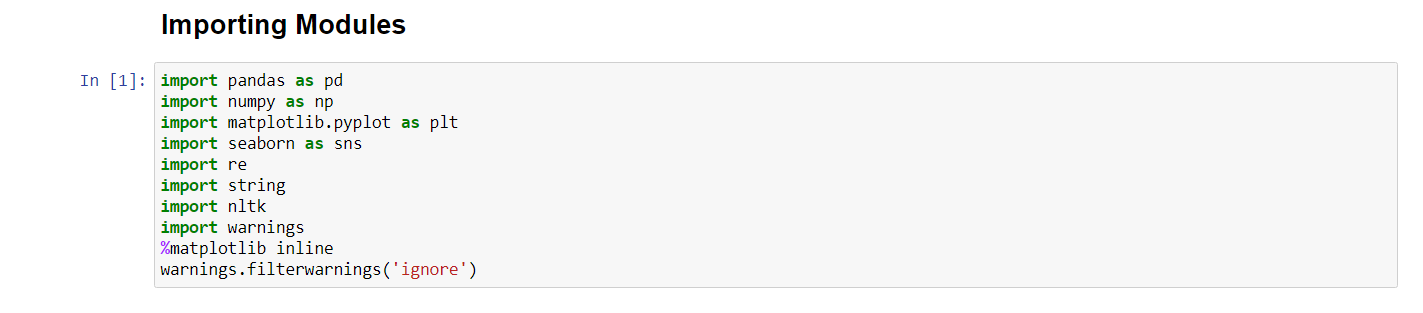 Importing Modules
In [1]: import pandas as pd
import numpy as np
import matplotlib.pyplot as plt
import seaborn as sns
import re
import string
import nltk
import warnings
%matplotlib inline
warnings.filterwarnings('ignore')